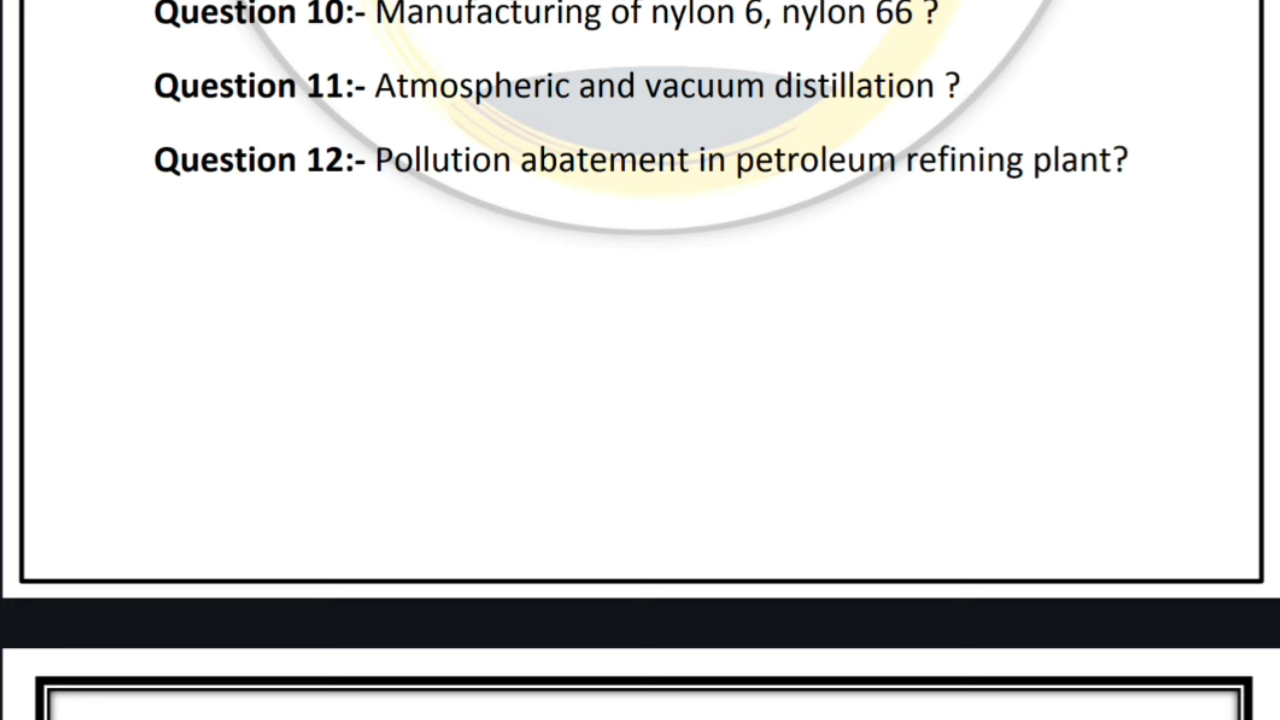 Question 10:- Manufacturing of nylon 6, nylon 66 ?
Question 11:- Atmospheric and vacuum distillation ?
Question 12:- Pollution abatement in petroleum refining plant?